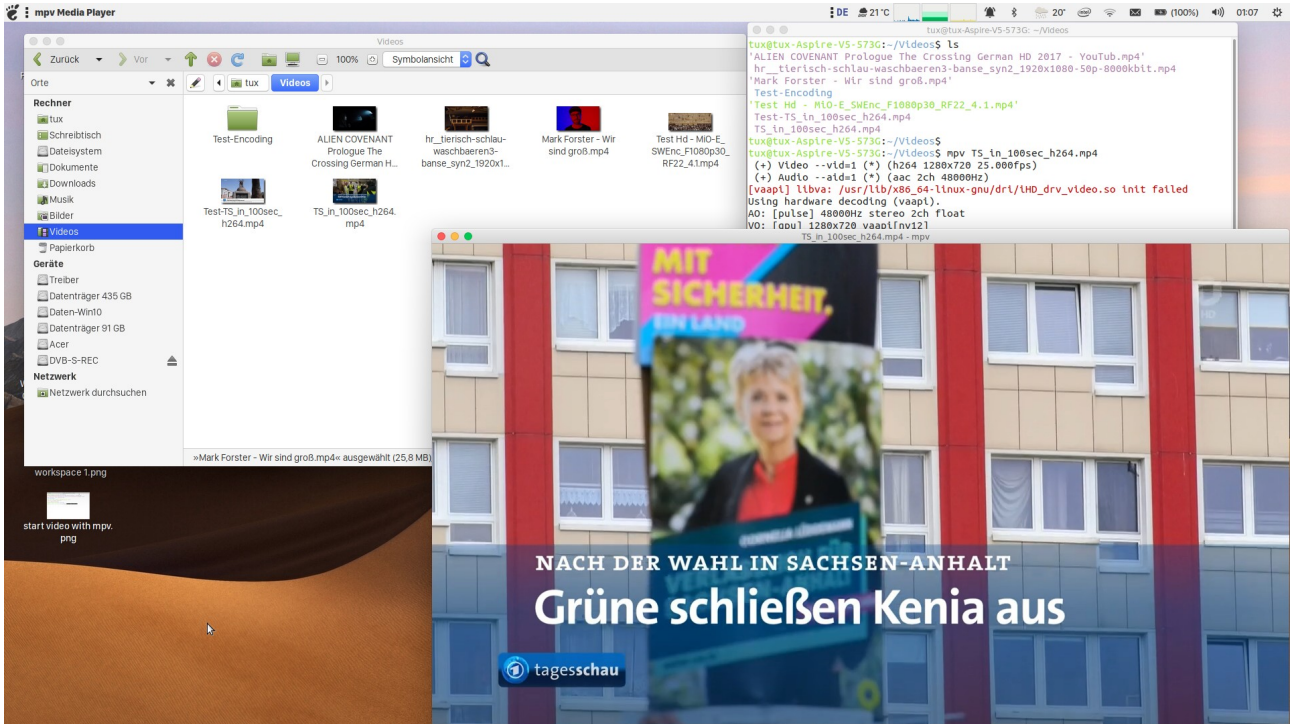 mpv Media Player
DE
21°C
20°
(100%)
01:07
Videos
Zurück
Vor
100%
Symbolansicht
Orte
tux
Videos
Rechner
tux
Schreibtisch
Dateisystem
Dokumente
Downloads
Musik
Bilder
Videos
Papierkorb
Geräte
Treiber
Datenträger 435 GB
Daten-Win10
Datenträger 91 GB
Acer
DVB-S-REC
Netzwerk
Netzwerk durchsuchen
Test-Encoding
ALIEN COVENANT
Prologue The
Crossing German H...
hr__tierisch-schlau-
waschbaeren3-
banse_syn2_1920x1...
Mark Forster - Wir
sind groß.mp4
Test Hd - MiO-E_
SWEnc_F1080p30_
RF22_4.1.mp4
Test-TS_in_100sec_
h264.mp4
TS_in_100sec_h264.
mp4
»Mark Forster - Wir sind groß.mp4« ausgewählt (25,8 MB)
workspace 1.png
start video with mpv.
png
tux@tux-Aspire-V5-573G: ~/Videos
tux@tux-Aspire-V5-573G:~/Videos$ ls
'ALIEN COVENANT Prologue The Crossing German HD 2017 - YouTub.mp4'
hr__tierisch-schlau-waschbaeren3-banse_syn2_1920x1080-50p-8000kbit.mp4
'Mark Forster - Wir sind groß.mp4'
Test-Encoding
'Test Hd - MiO-E_SWEnc_F1080p30_RF22_4.1.mp4'
Test-TS_in_100sec_h264.mp4
TS_in_100sec_h264.mp4
tux@tux-Aspire-V5-573G:~/Videos$
tux@tux-Aspire-V5-573G:~/Videos$ mpv TS_in_100sec_h264.mp4
(+) Video --vid=1 (*) (h264 1280x720 25.000fps)
(+) Audio --aid=1 (*) (aac 2ch 48000Hz)
[vaapi] libva: /usr/lib/x86_64-linux-gnu/dri/iHD_drv_video.so init failed
Using hardware decoding (vaapi).
AO: [pulse] 48000Hz stereo 2ch float
VO: [gpu] 1280x720 vaapi[nv12]
TS_in_100sec_h264.mp4 - mpv
MIT
SICHERHEIT.
EIN LAND
NACH DER WAHL IN SACHSEN-ANHALT
Grüne schließen Kenia aus
tagesschau